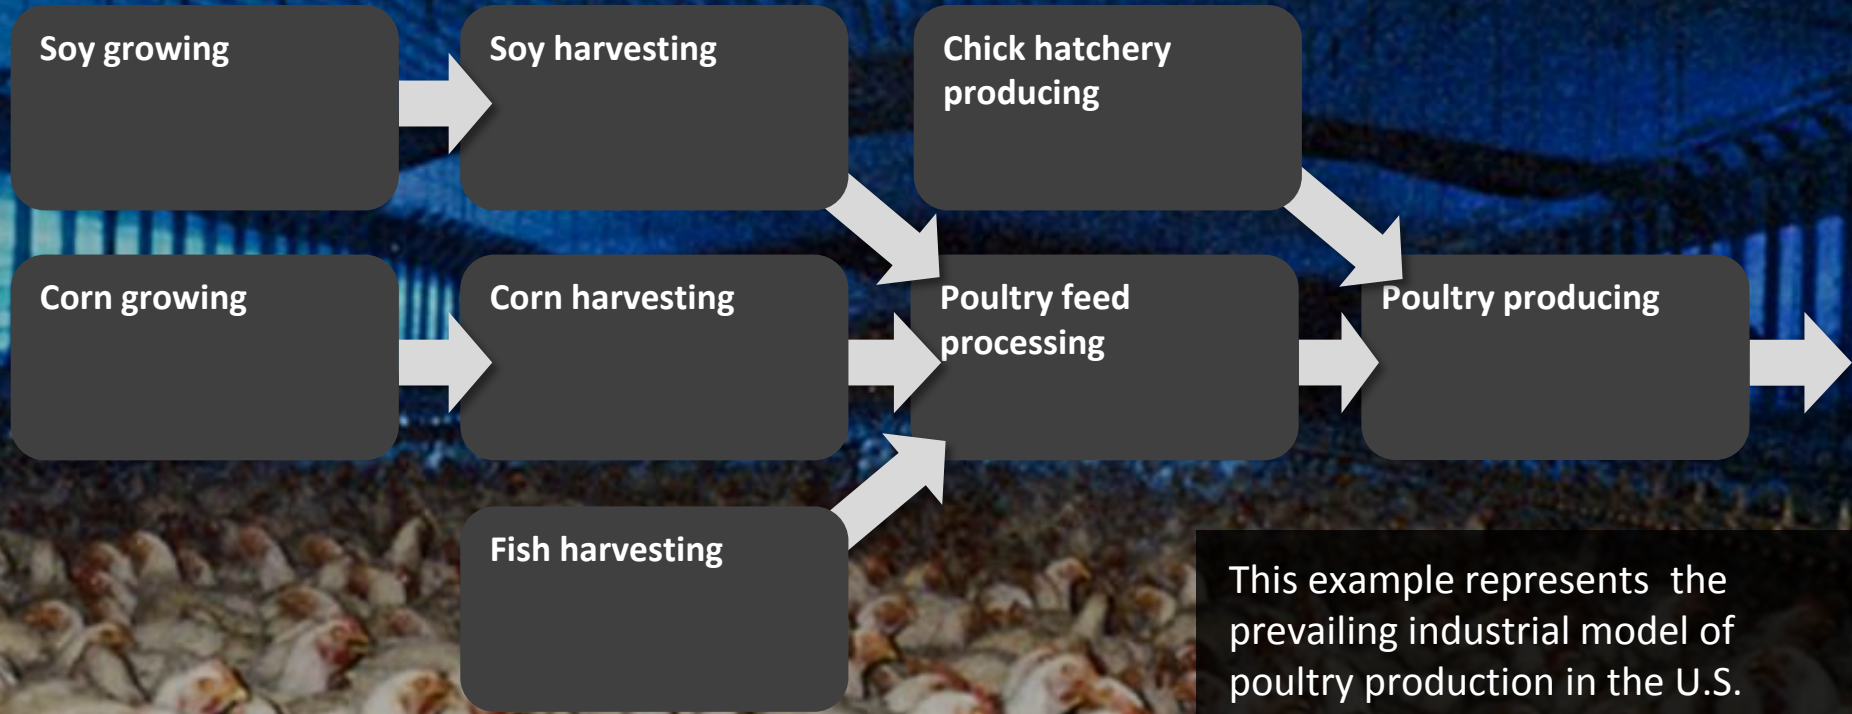 Soy growing
Soy harvesting
Chick hatchery
producing
Corn growing
Corn harvesting
Poultry feed
processing
Poultry producing
Fish harvesting
This example represents  the
prevailing industrial model of
poultry production in the U.S.